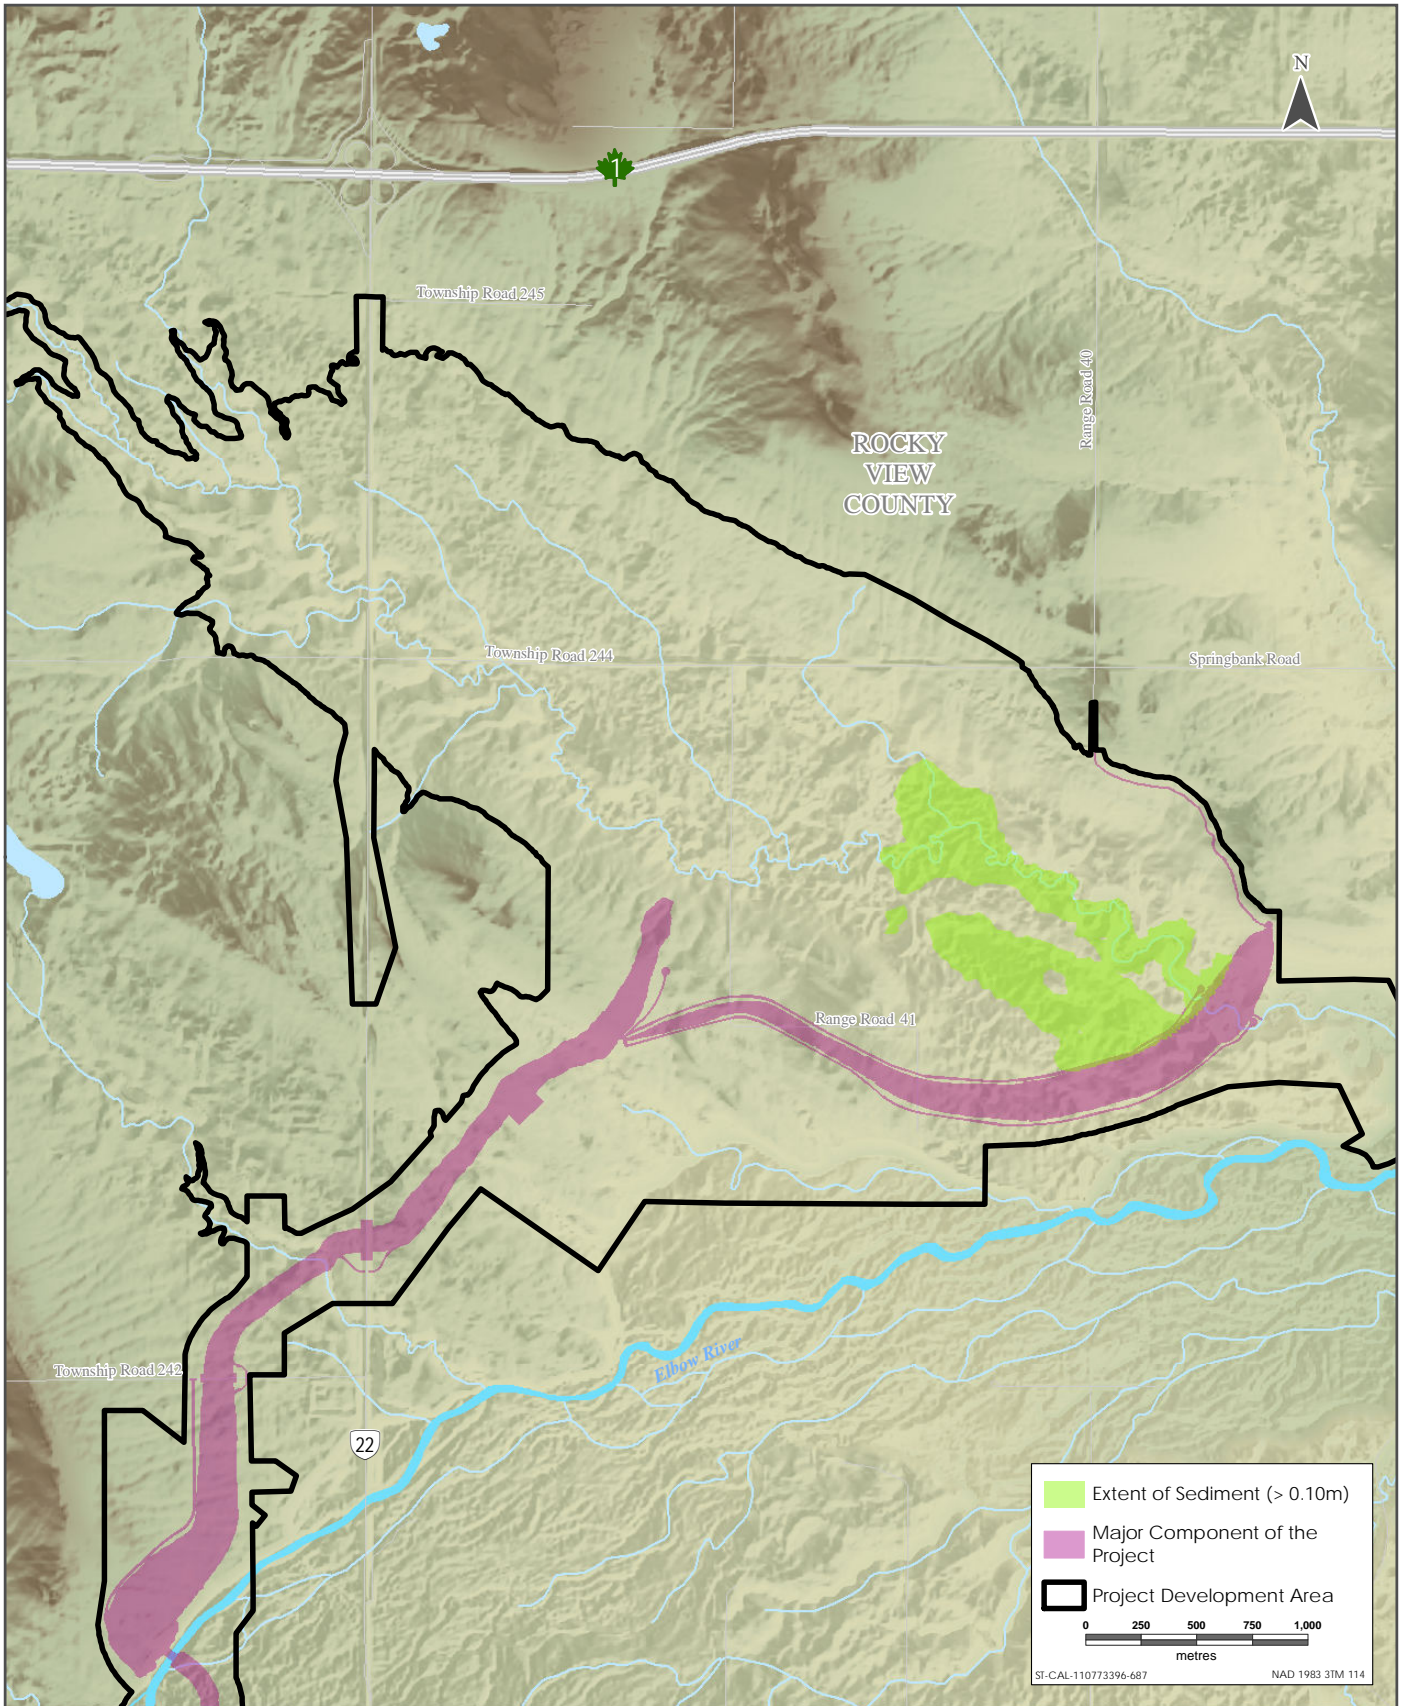 N
1
Township Road 245
Range Road 40
ROCKY
VIEW
COUNTY
Township Road 244
Springbank Road
Range Road 41
Township Road 242
Elbow River
22
Extent of Sediment (> 0.10m)
Major Component of the
Project
Project Development Area
0 250 500 750 1,000
metres
ST-CAL-110773396-687 NAD 1983 3TM 114